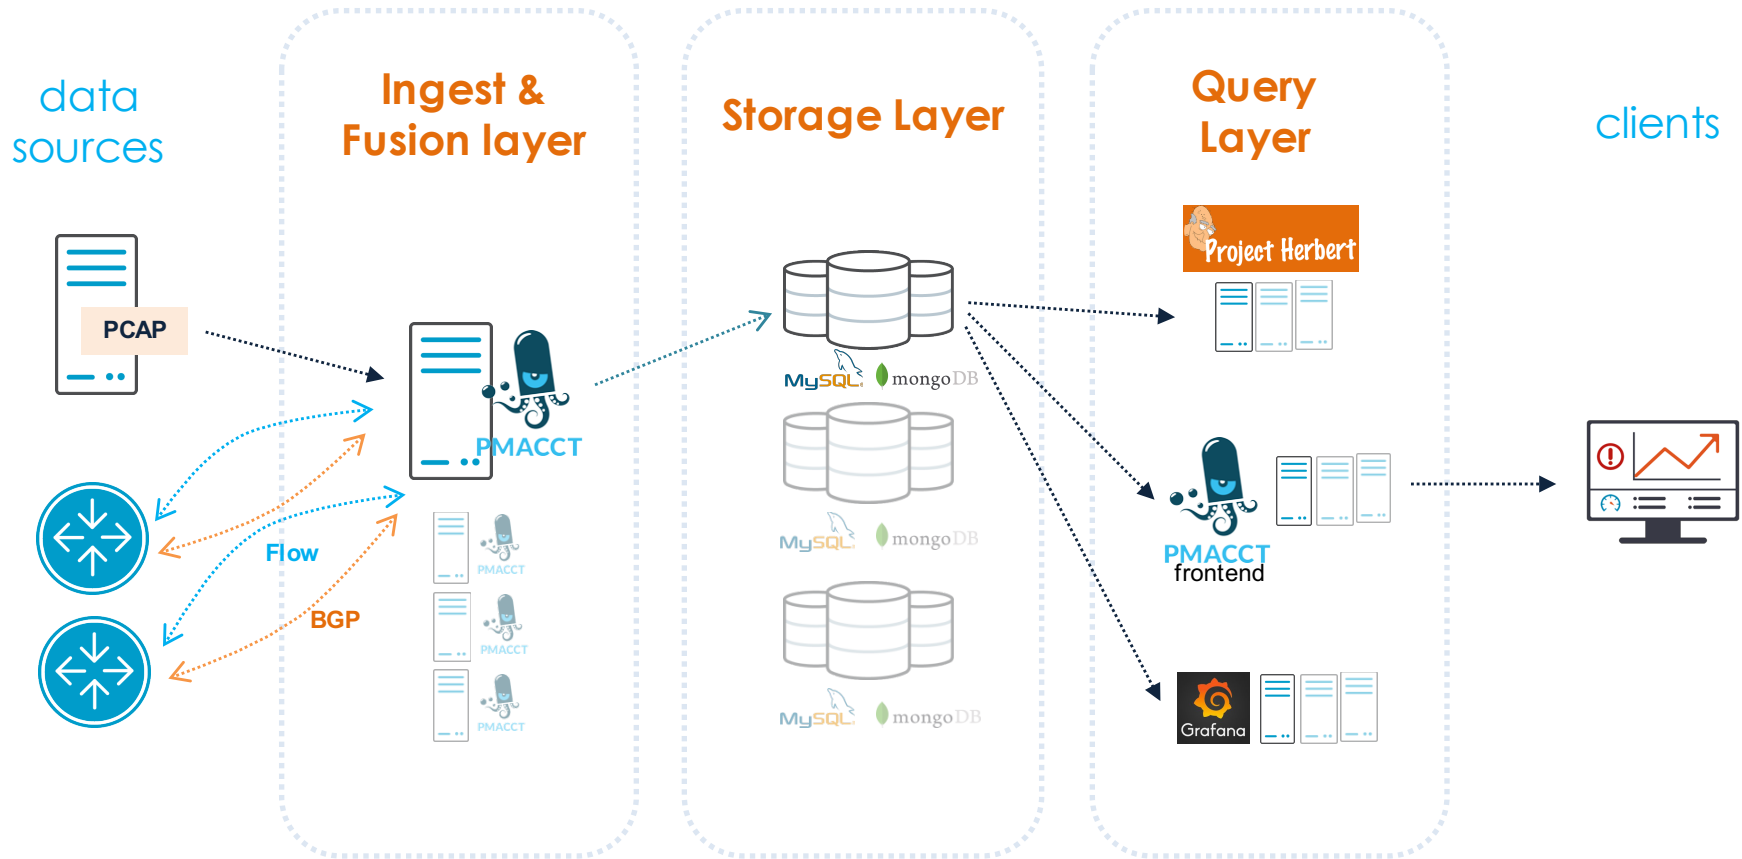 data
sources
Ingest &
Fusion layer
Storage Layer
Query
Layer
clients
PCAP
Flow
BGP
PMACCT
PMACCT
PMACCT
PMACCT
MySQL
mongoDB
MySQL
mongoDB
MySQL
mongoDB
Project Herbert
PMACCT
frontend
Grafana